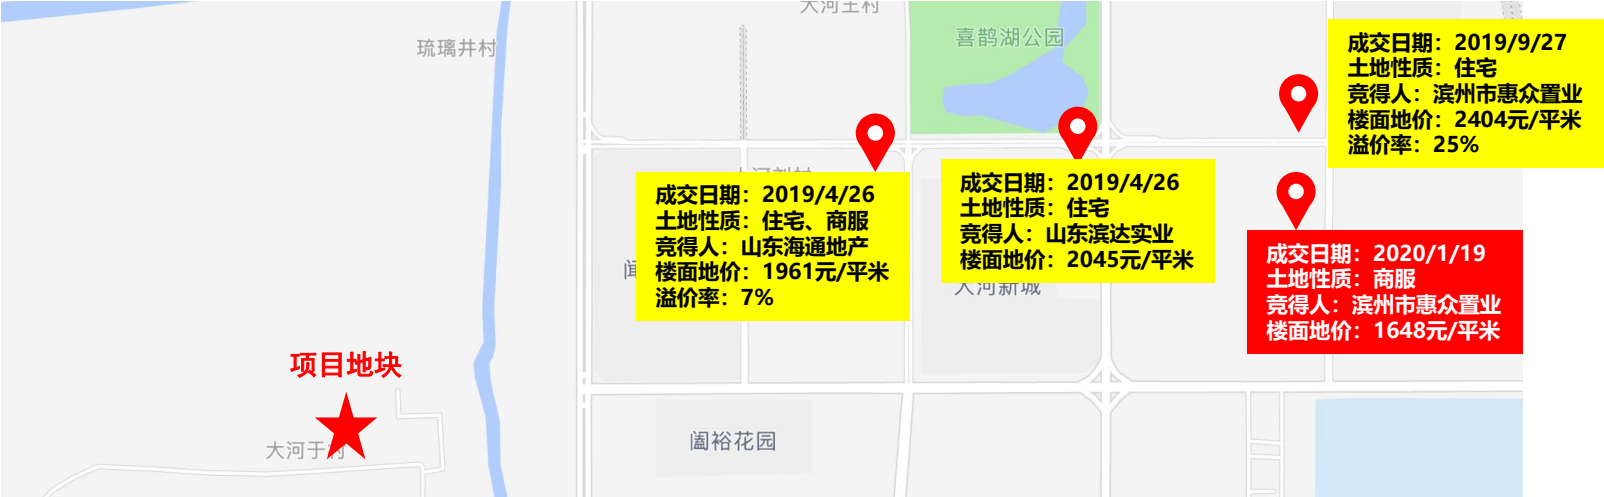 大河王村
琉璃井村
喜鹊湖公园
成交日期：2019/9/27
土地性质：住宅
竞得人：滨州市惠众置业
楼面地价：2404元/平米
溢价率：25%
成交日期：2019/4/26
土地性质：住宅、商服
竞得人：山东海通地产
楼面地价：1961元/平米
溢价率：7%
成交日期：2019/4/26
土地性质：住宅
竞得人：山东滨达实业
楼面地价：2045元/平米
大河新城
成交日期：2020/1/19
土地性质：商服
竞得人：滨州市惠众置业
楼面地价：1648元/平米
项目地块
大河于村
阖裕花园